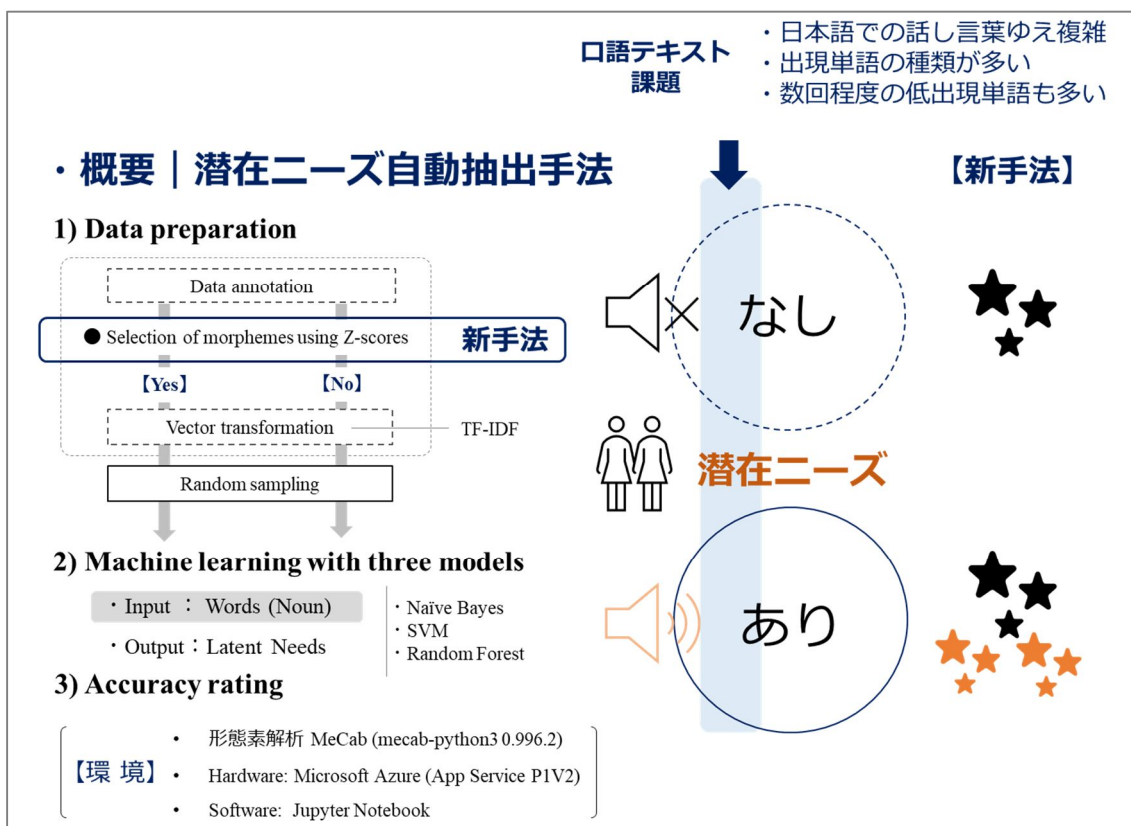 口語テキスト
課題
・日本語での話し言葉ゆえ複雑
・出現単語の種類が多い
・数回程度の低出現単語も多い
・概要｜潜在ニーズ自動抽出手法
【新手法】
1) Data preparation
Data annotation
● Selection of morphemes using Z-scores
新手法
【Yes】
【No】
Vector transformation
TF-IDF
Random sampling
なし
潜在ニーズ
あり
2) Machine learning with three models
・Input ： Words (Noun)
・Output：Latent Needs
・Naïve Bayes
・SVM
・Random Forest
3) Accuracy rating
【環 境】
• 形態素解析 MeCab (mecab-python3 0.996.2)
• Hardware: Microsoft Azure (App Service P1V2)
• Software: Jupyter Notebook